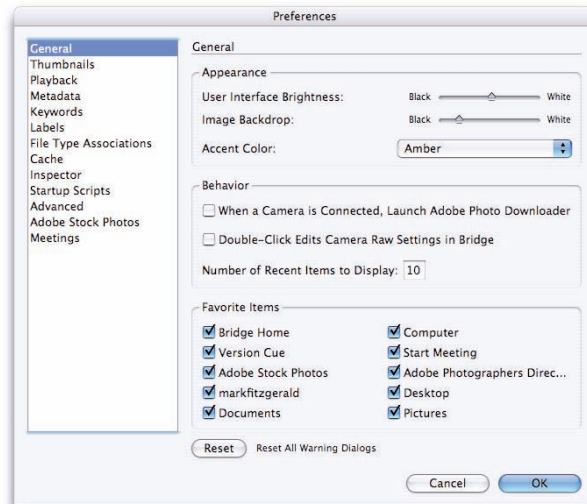 Preferences
General
Thumbnails
Playback
Metadata
Keywords
Labels
File Type Associations
Cache
Inspector
Startup Scripts
Advanced
Adobe Stock Photos
Meetings
General
Appearance
User Interface Brightness: Black White
Image Backdrop: Black White
Accent Color: Amber
Behavior
When a Camera is Connected, Launch Adobe Photo Downloader
Double-Click Edits Camera Raw Settings in Bridge
Number of Recent Items to Display: 10
Favorite Items
Bridge Home Computer
Version Cue Start Meeting
Adobe Stock Photos Adobe Photographers Direc...
markfitzgerald Desktop
Documents Pictures
Reset Reset All Warning Dialogs
Cancel OK